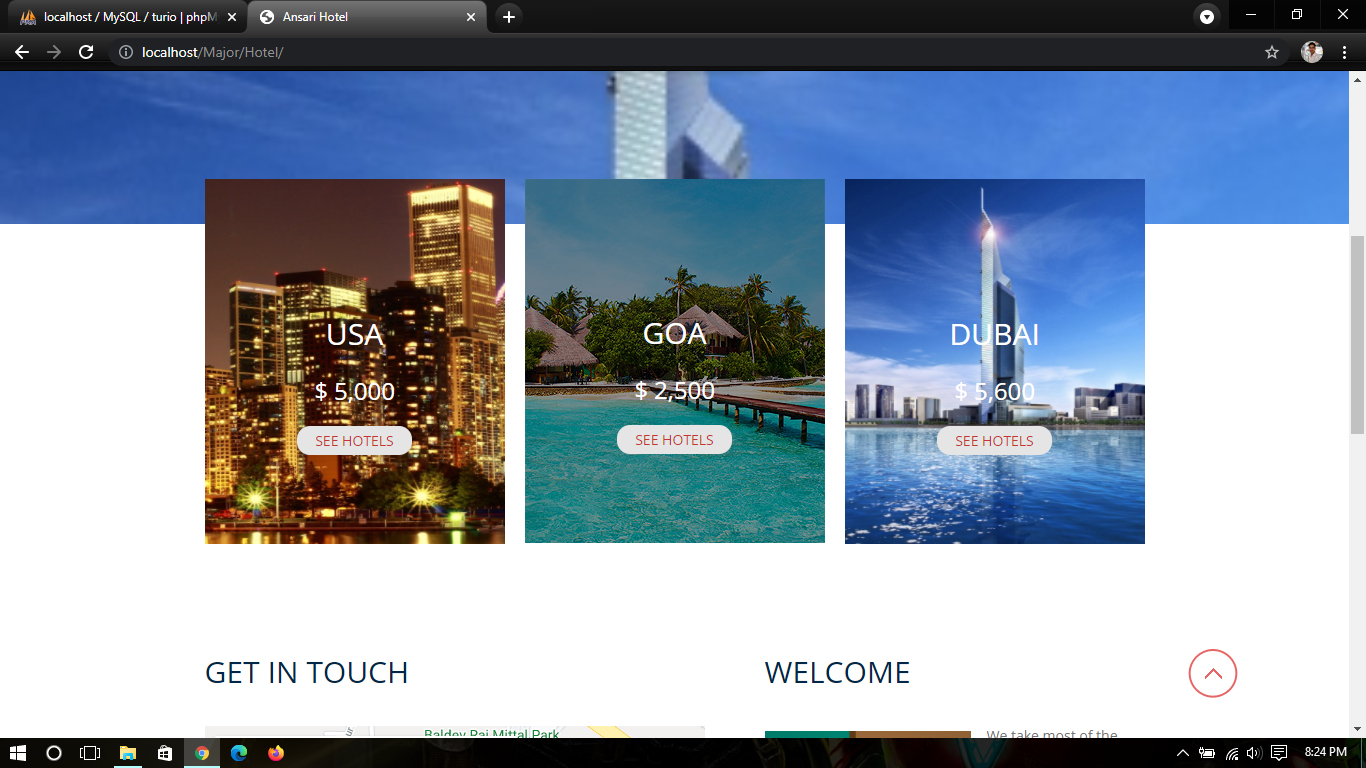 localhost / MySQL / turio | phpM
Ansari Hotel
localhost/Major/Hotel/
USA
$ 5,000
SEE HOTELS
GOA
$ 2,500
SEE HOTELS
DUBAI
$ 5,600
SEE HOTELS
GET IN TOUCH
WELCOME
Baldev Raj Mittal Park
We take most of the
8:24 PM